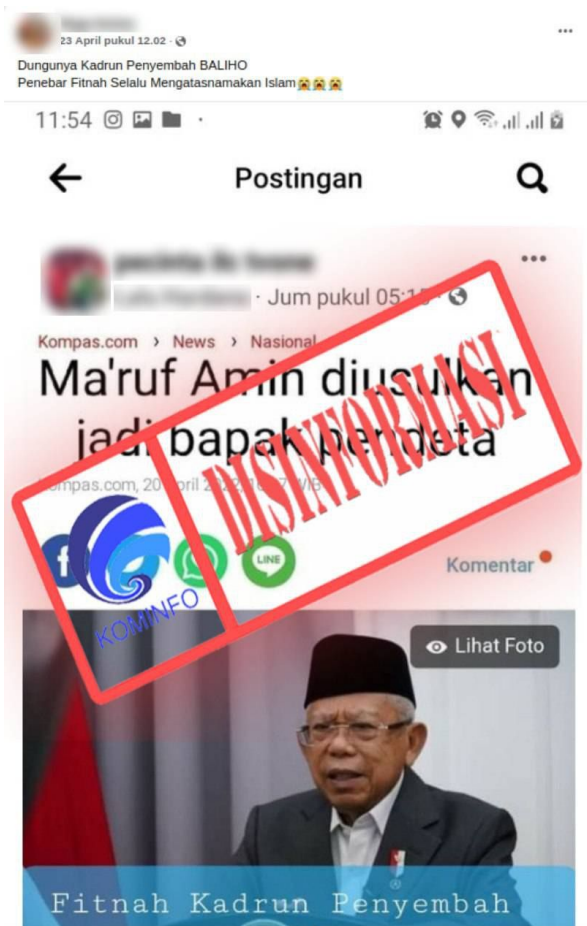 23 April pukul 12.02 ·
Dungunya Kadrun Penyembah BALIHO
Penebar Fitnah Selalu Mengatasnamakan Islam😭😭😭
11:54
Postingan
· Jum pukul
Kompas.com › News › Nasional
Ma'ruf Amin diusulkan
jadi bapak pendeta
Kompas.com, 20 April
WIB
DISINFORMASI
KOMINFO
f
LINE
Komentar
Lihat Foto
Fitnah Kadrun Penyembah